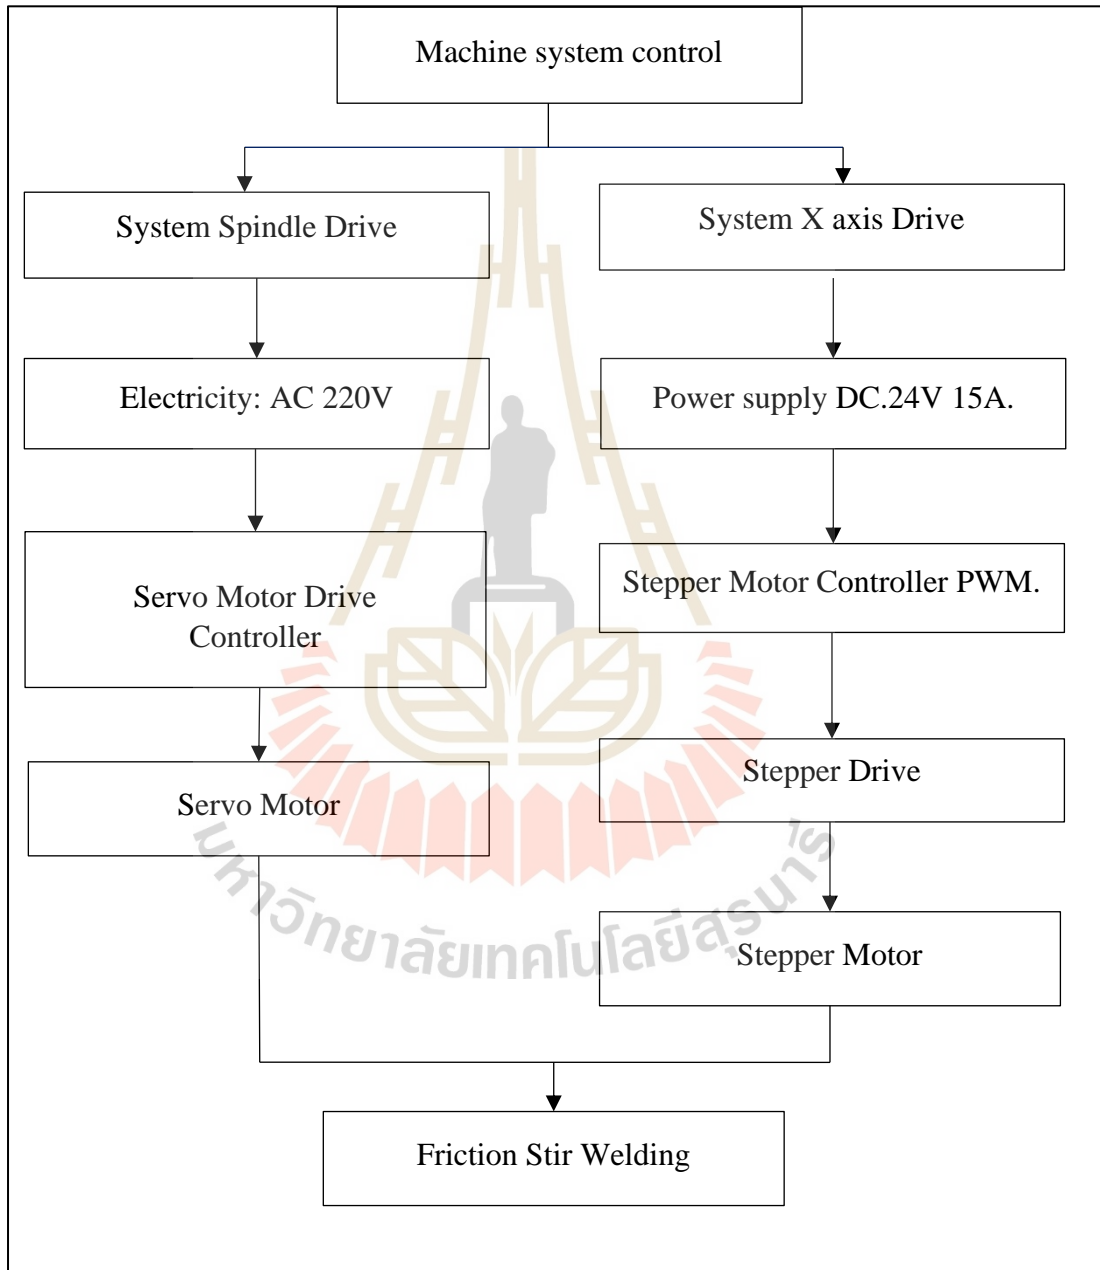 Machine system control
System Spindle Drive
System X axis Drive
Electricity: AC 220V
Power supply DC.24V 15A.
Servo Motor Drive
Controller
Stepper Motor Controller PWM.
Servo Motor
Stepper Drive
Stepper Motor
Friction Stir Welding
มหาวิทยาลัยเทคโนโลยีสุรนารี